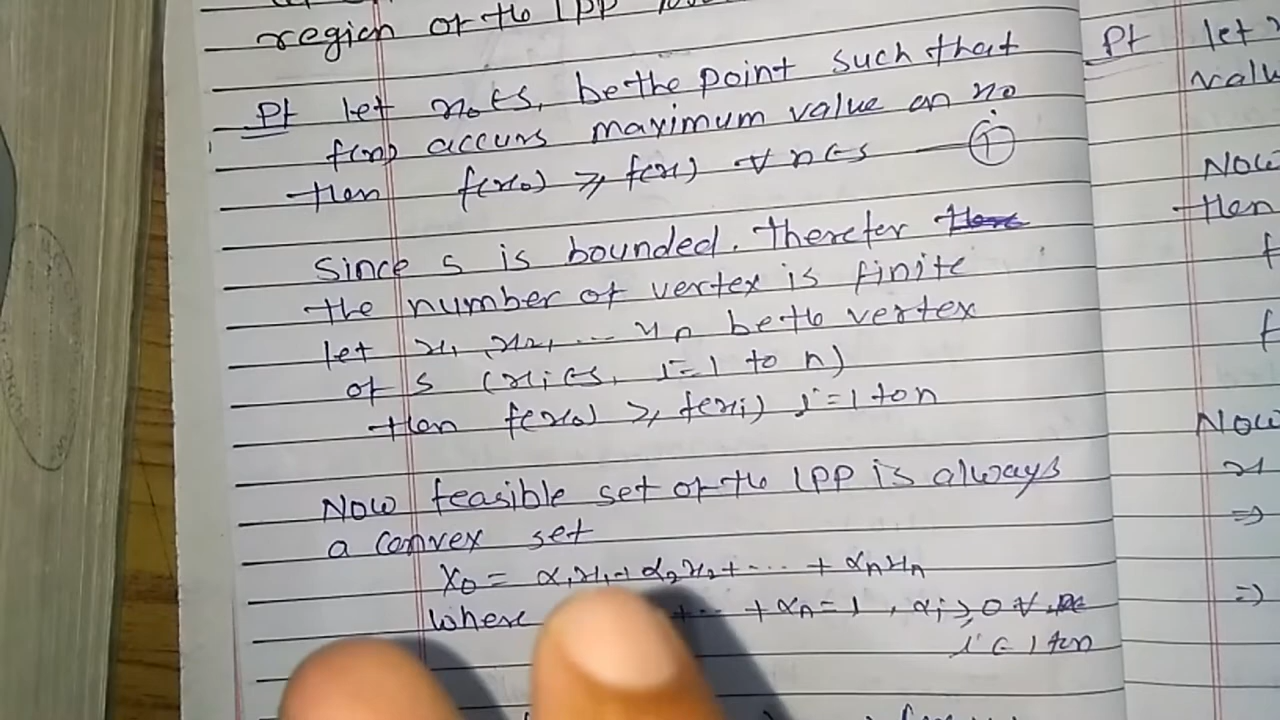 region of the LPP
Pf let x₀ ∈ S, be the point such that
f(x) accurs maximum value on x₀
then f(x₀) ⩾ f(x) ∀ x ∈ S — ①
Since S is bounded. Therefer
the number of vertex is finite
let x₁, x₂, ... xₙ be the vertex
of S (xᵢ ∈ S, i=1 to n)
then f(x₀) ⩾ f(xᵢ) i=1 to n
Now feasible set of the LPP is always
a convex set
X₀ = α₁x₁ + α₂x₂ + ... + αₙxₙ
Where + ... + αₙ = 1, αᵢ ⩾ 0 ∀
i = 1 to n
Pf let
valu
Now
then
f
f
Now
x
⇒
⇒